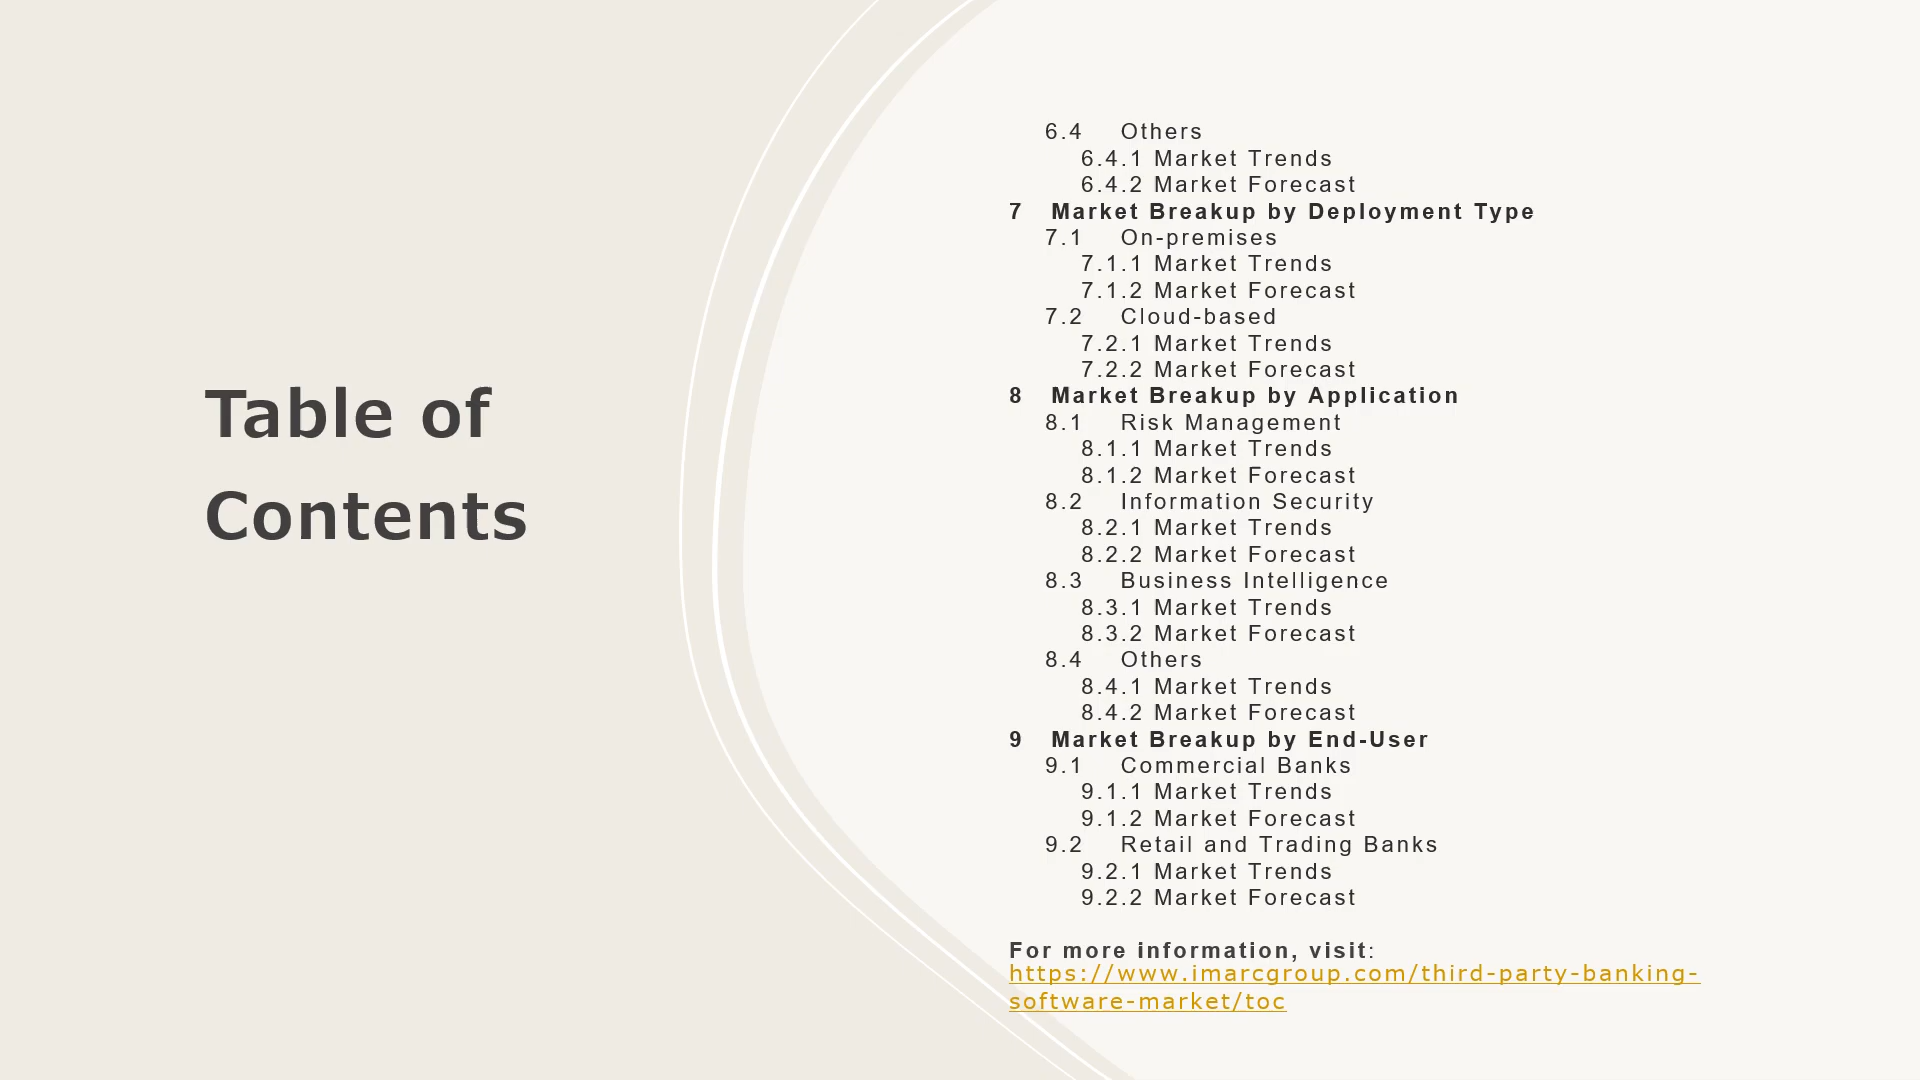 Table of
Contents
6.4 Others
6.4.1 Market Trends
6.4.2 Market Forecast
7 Market Breakup by Deployment Type
7.1 On-premises
7.1.1 Market Trends
7.1.2 Market Forecast
7.2 Cloud-based
7.2.1 Market Trends
7.2.2 Market Forecast
8 Market Breakup by Application
8.1 Risk Management
8.1.1 Market Trends
8.1.2 Market Forecast
8.2 Information Security
8.2.1 Market Trends
8.2.2 Market Forecast
8.3 Business Intelligence
8.3.1 Market Trends
8.3.2 Market Forecast
8.4 Others
8.4.1 Market Trends
8.4.2 Market Forecast
9 Market Breakup by End-User
9.1 Commercial Banks
9.1.1 Market Trends
9.1.2 Market Forecast
9.2 Retail and Trading Banks
9.2.1 Market Trends
9.2.2 Market Forecast
For more information, visit:
https://www.imarcgroup.com/third-party-banking-
software-market/toc